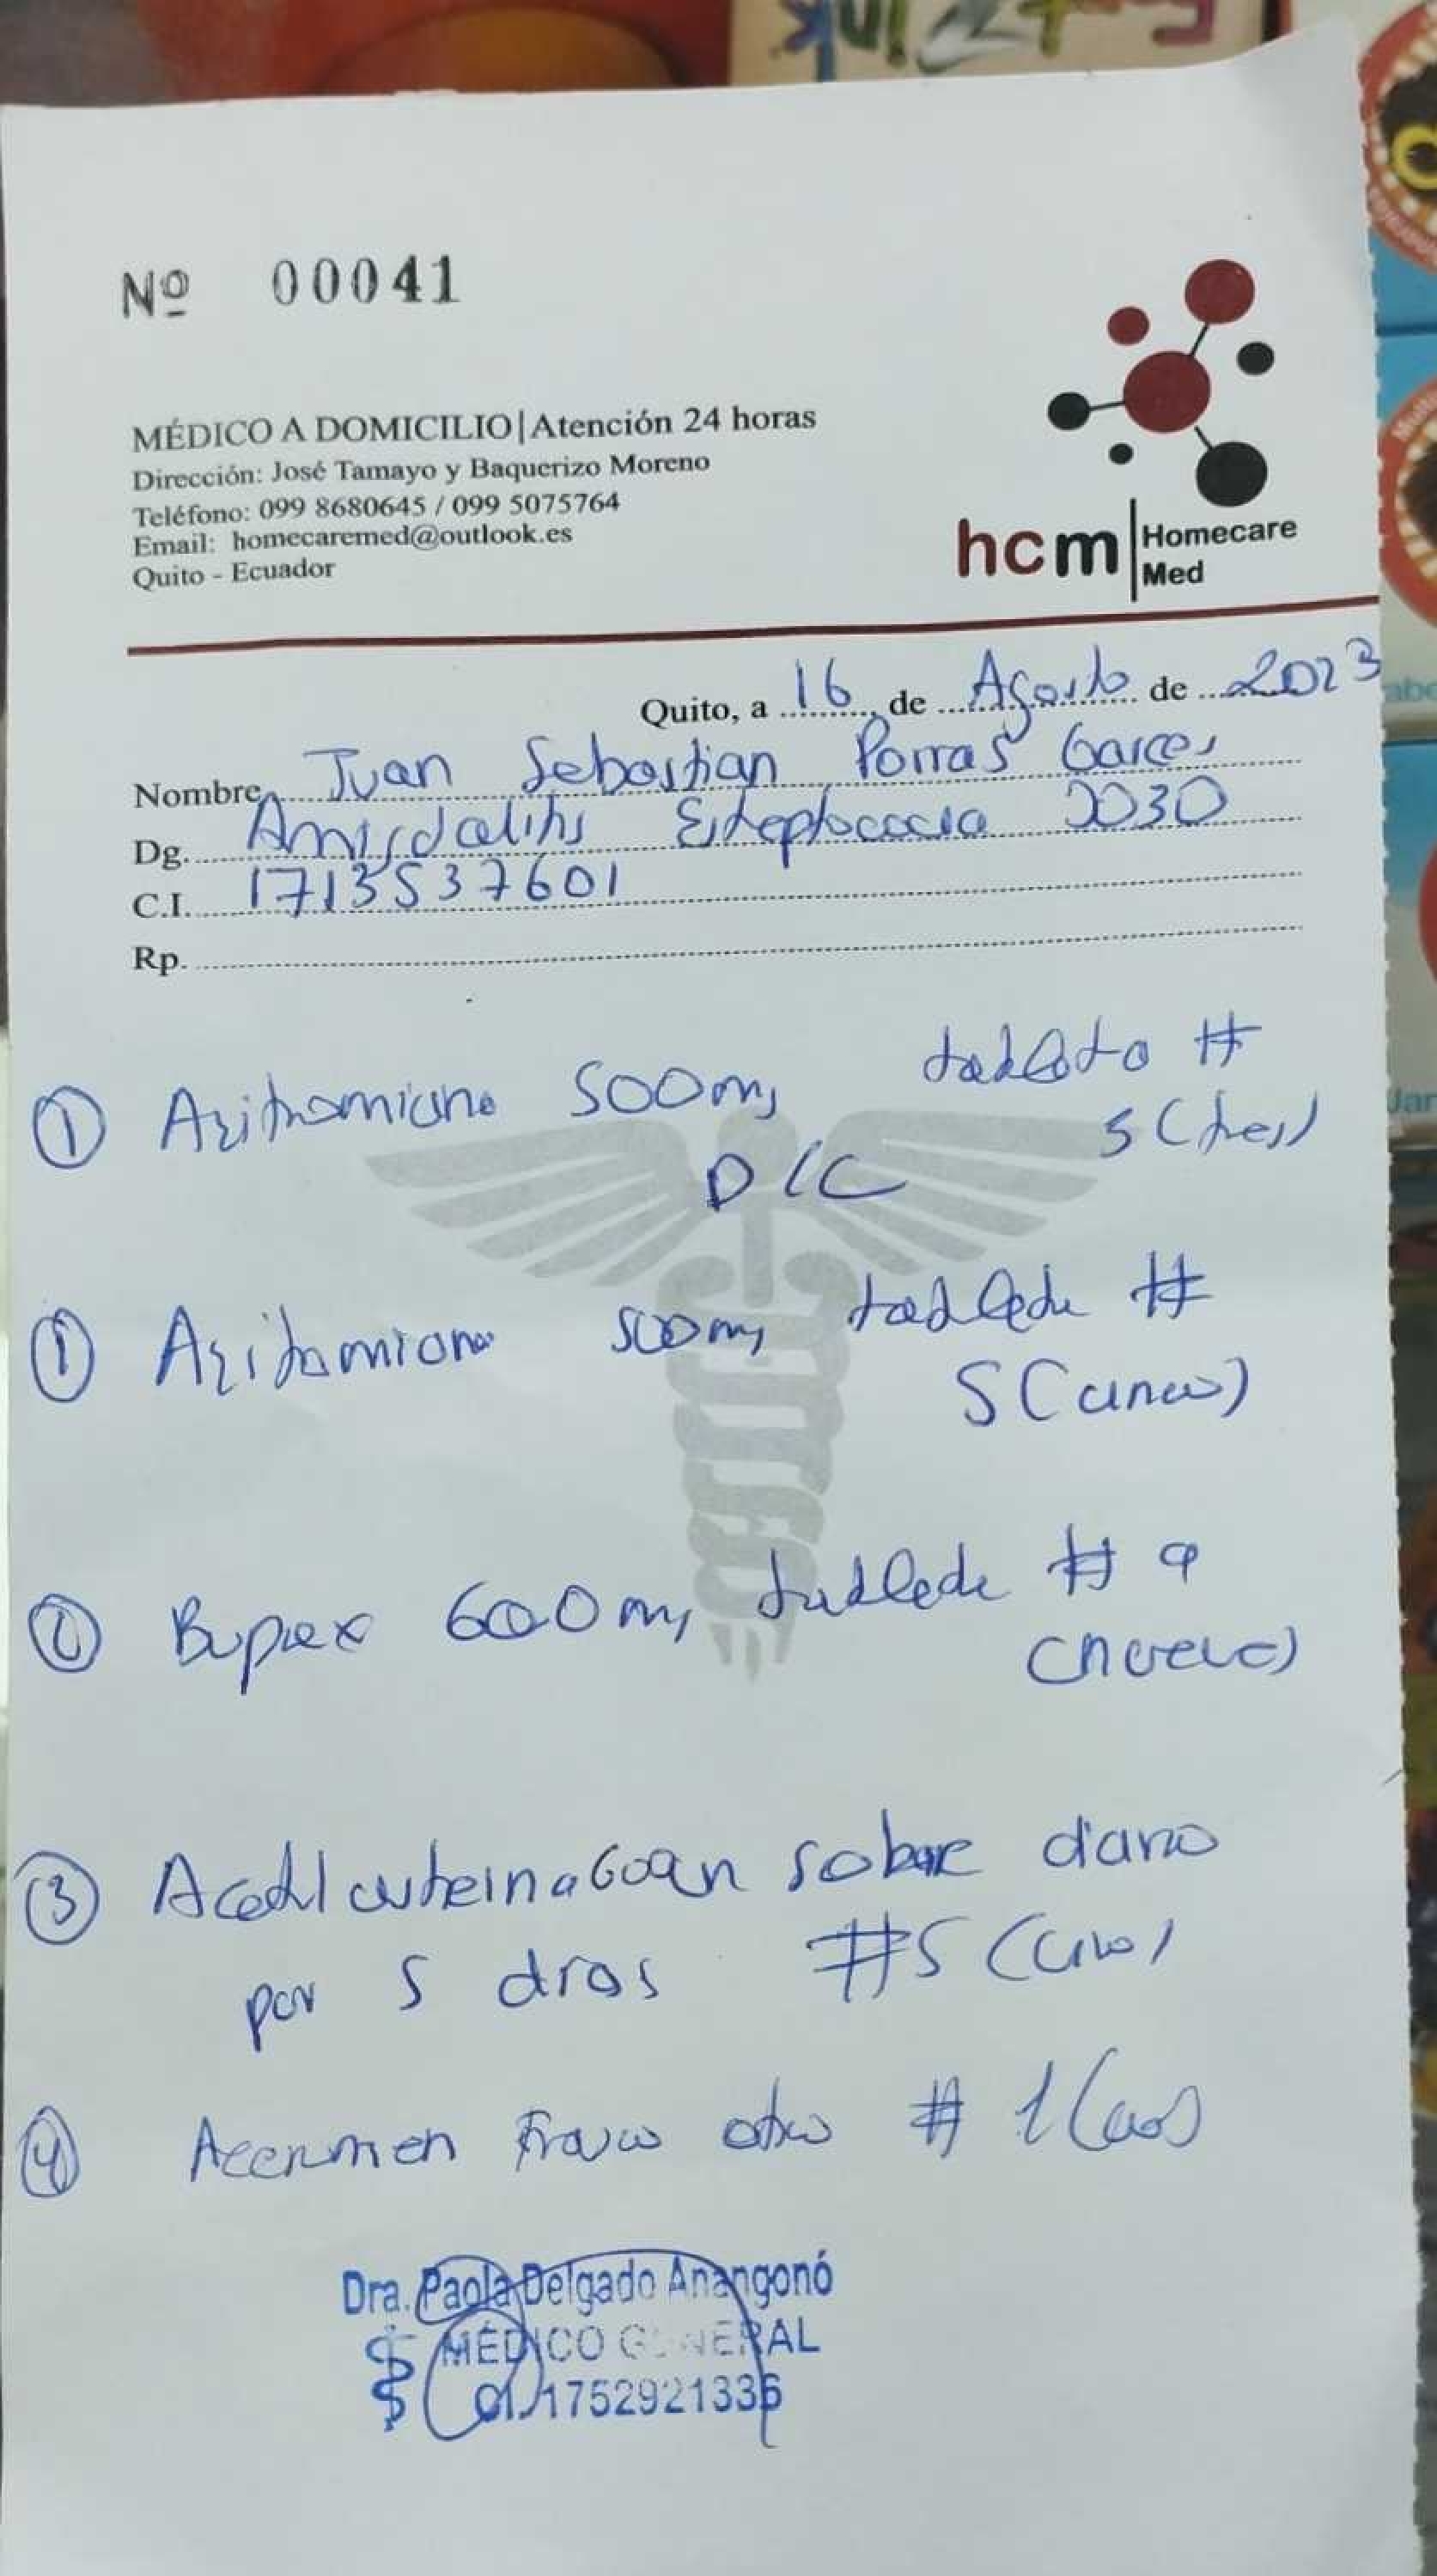 Nº 00041
MÉDICO A DOMICILIO|Atención 24 horas
Dirección: José Tamayo y Baquerizo Moreno
Teléfono: 099 8680645 / 099 5075764
Email: homecaremed@outlook.es
Quito - Ecuador
hcm Homecare
Med
Quito, a 16 de Agosto de 2023
Nombre Juan Sebastian Porras Garces
Dg. Amigdalitis Estreptococcia J030
C.I. 1713537601
Rp.
① Azitromicina 500mg tableta #
5 (tres)
D/C
① Azitromicina 500mg tableta #
5 (cinco)
② Buprex 600mg tableta # 9
(nueve)
③ Acetilcisteina 600mg sobre diario
por 5 dias #5 (cinco)
④ frasco otico # 1 (uno)
Dra. Paola Delgado Anangonó
MÉDICO GENERAL
CI. 1752921336